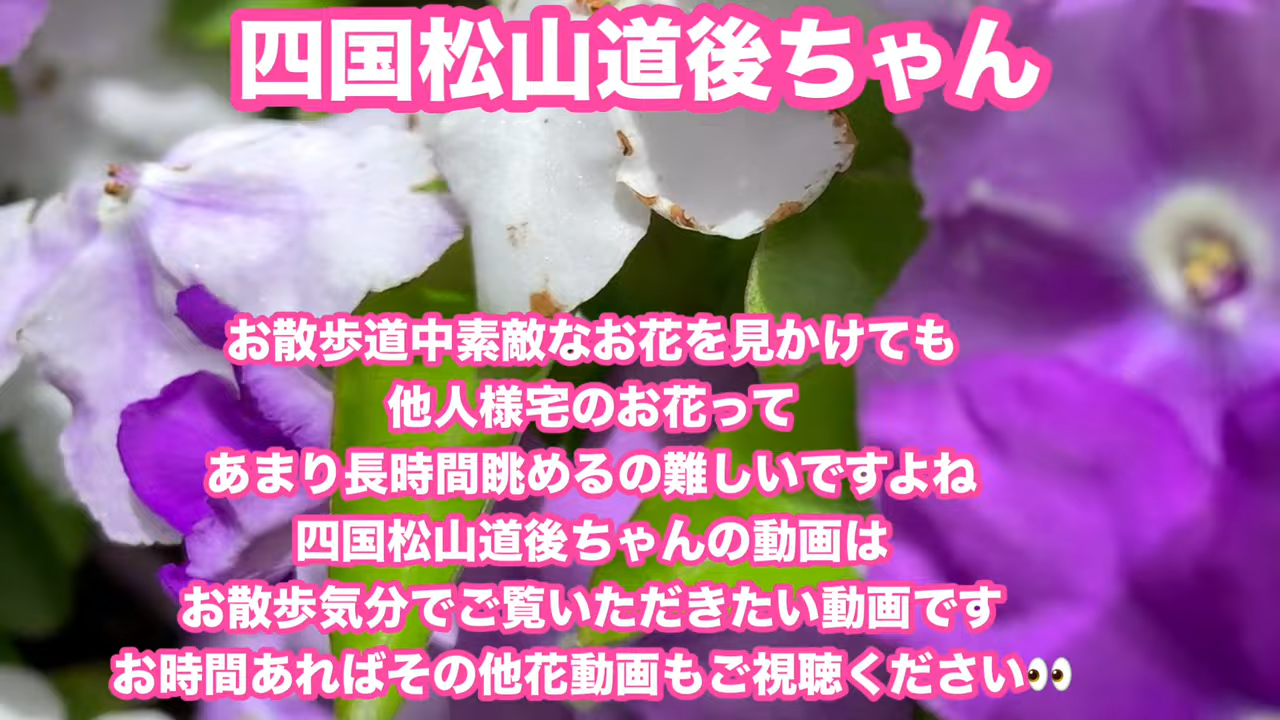 四国松山道後ちゃん
お散歩道中素敵なお花を見かけても
他人様宅のお花って
あまり長時間眺めるの難しいですよね
四国松山道後ちゃんの動画は
お散歩気分でご覧いただきたい動画です
お時間あればその他花動画もご視聴ください👀